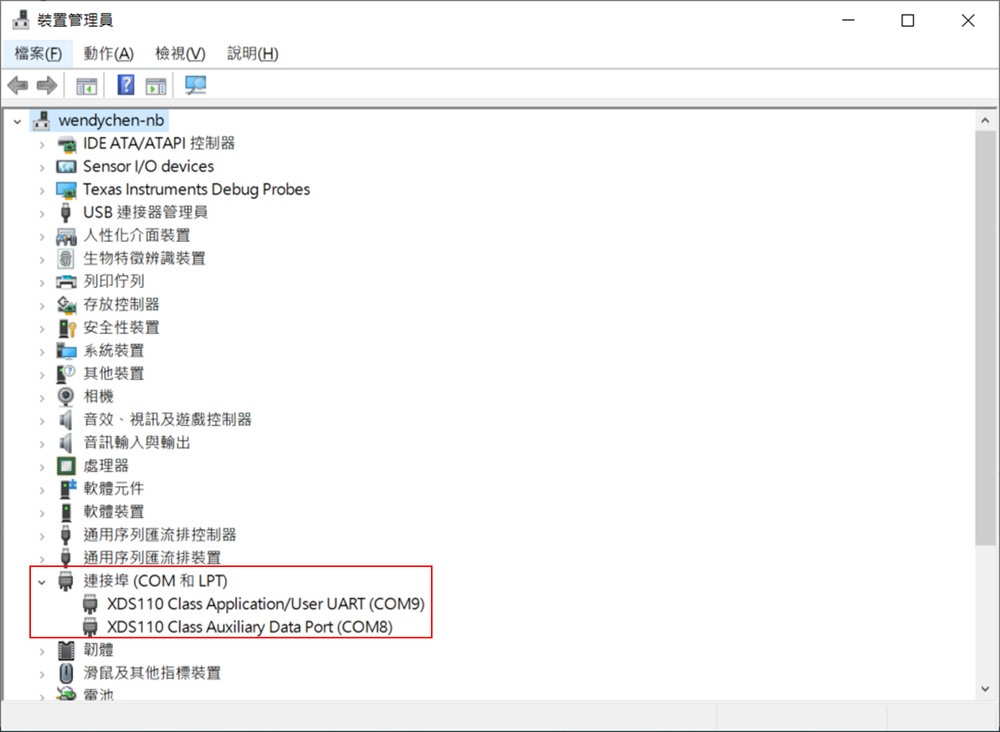 裝置管理員
檔案(F) 動作(A) 檢視(V) 說明(H)
wendychen-nb
IDE ATA/ATAPI 控制器
Sensor I/O devices
Texas Instruments Debug Probes
USB 連接器管理員
人性化介面裝置
生物特徵辨識裝置
列印佇列
存放控制器
安全性裝置
系統裝置
其他裝置
相機
音效、視訊及遊戲控制器
音訊輸入與輸出
處理器
軟體元件
軟體裝置
通用序列匯流排控制器
通用序列匯流排裝置
連接埠 (COM 和 LPT)
XDS110 Class Application/User UART (COM9)
XDS110 Class Auxiliary Data Port (COM8)
韌體
滑鼠及其他指標裝置
電池